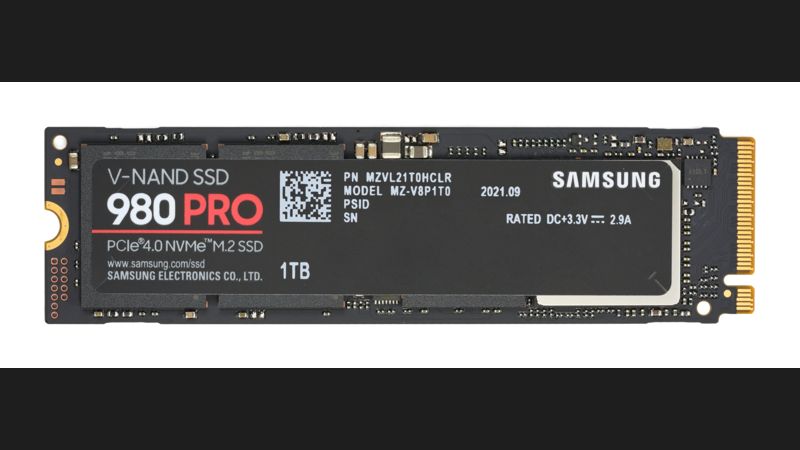 V-NAND SSD
980 PRO
PCIe®4.0 NVMe™M.2 SSD
www.samsung.com/ssd
SAMSUNG ELECTRONICS CO., LTD.
PN MZVL21T0HCLR
MODEL MZ-V8P1T0
PSID
SN
1TB
2021.09
SAMSUNG
RATED DC+3.3V⎓ 2.9A